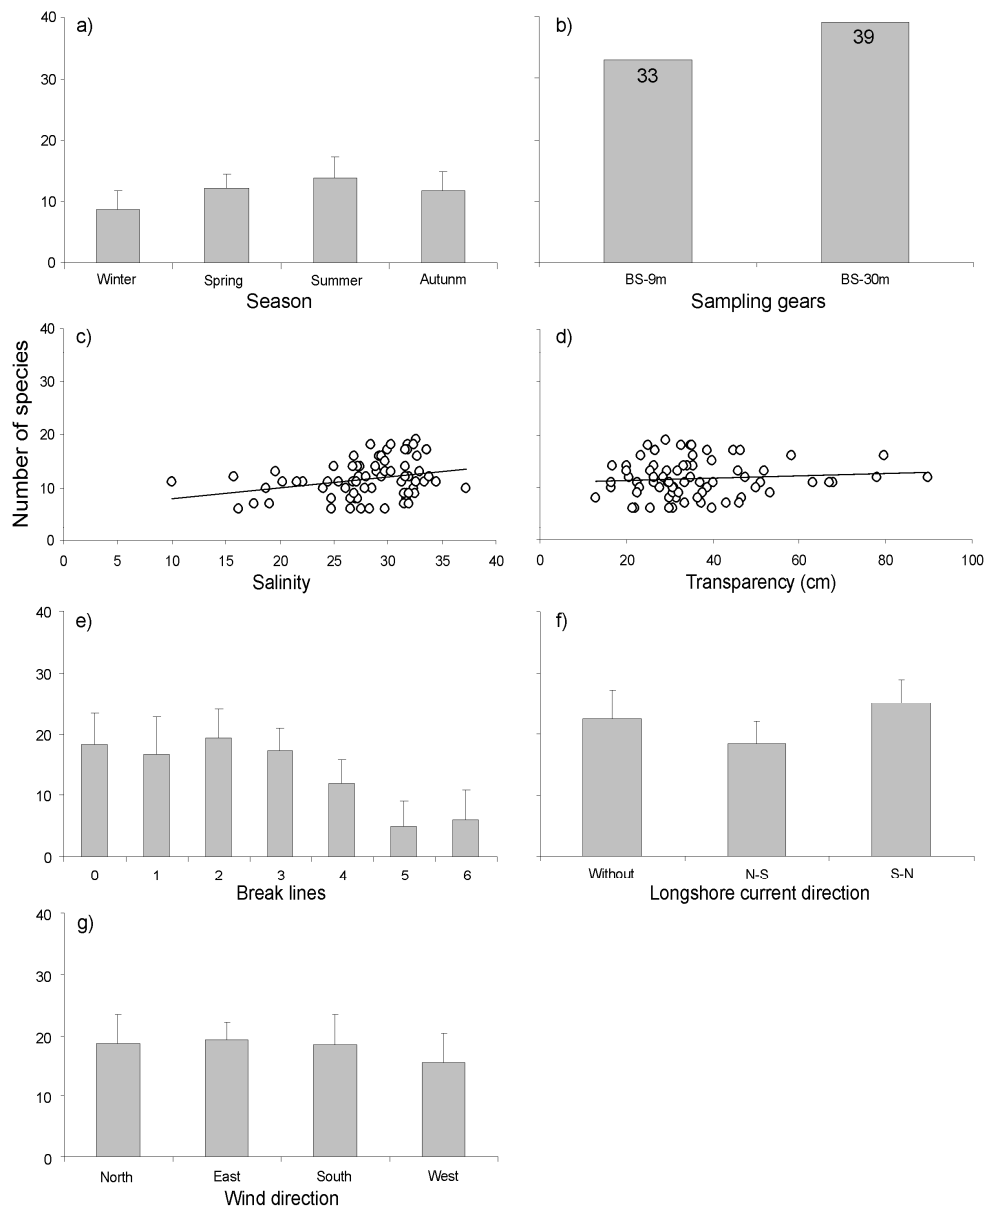 40 a) b)
39
30 33
20
10
0
Winter Spring Summer Autunm BS-9m BS-30m
Season Sampling gears
Number of species
40 c) d)
30
20
10
0
0 5 10 15 20 25 30 35 40 0 20 40 60 80 100
Salinity Transparency (cm)
40 e) f)
30
20
10
0
0 1 2 3 4 5 6 Without N-S S-N
Break lines Longshore current direction
40 g)
30
20
10
0
North East South West
Wind direction